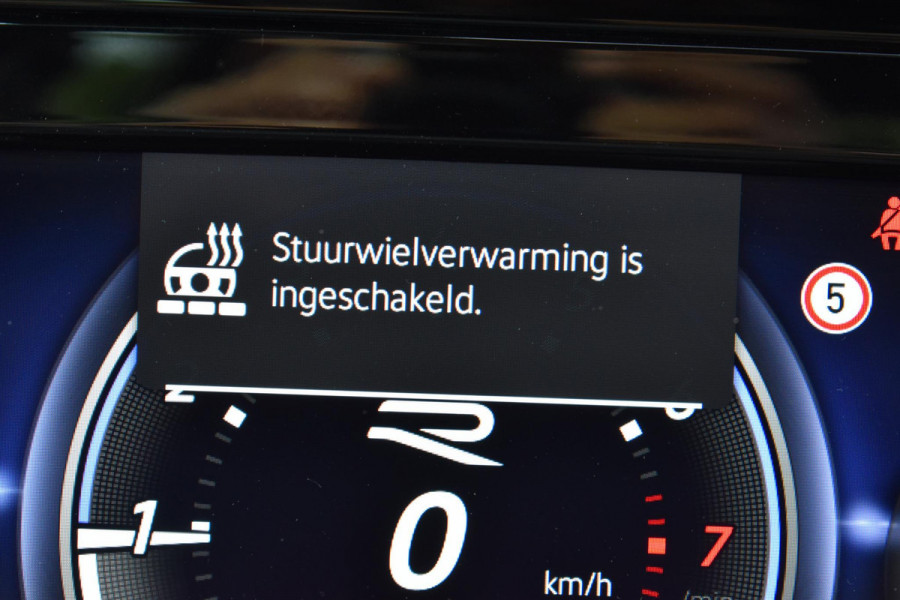 Stuurwielverwarming is
ingeschakeld.
5
1
0
7
km/h